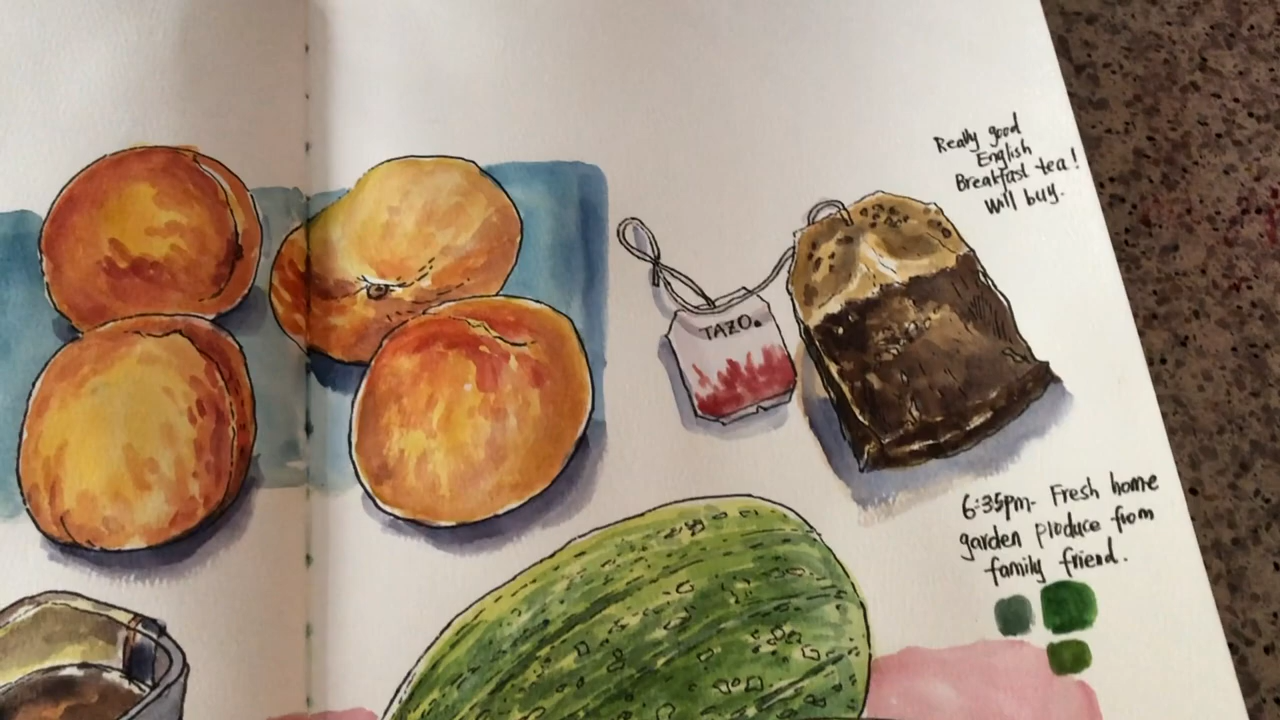 Really good
English
Breakfast tea!
Will buy.
TAZO.
6:35pm- Fresh home
garden produce from
family friend.